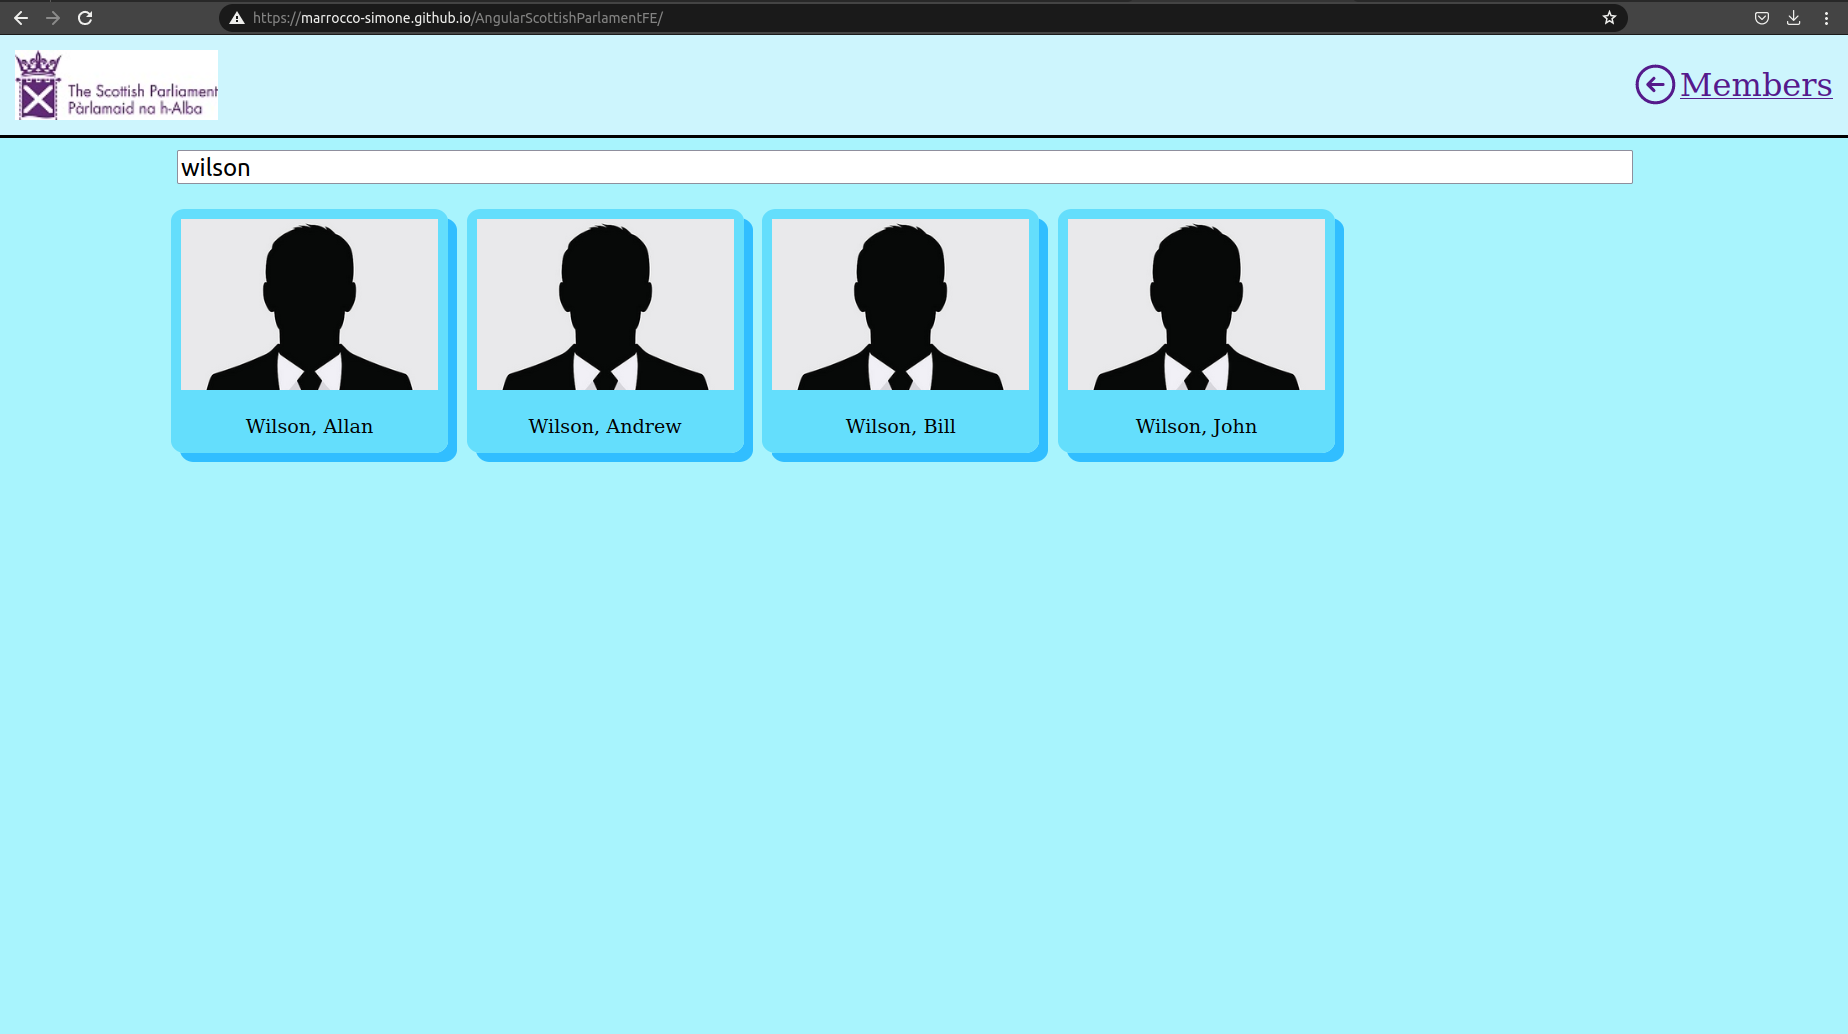 https://marrocco-simone.github.io/AngularScottishParlamentFE/
The Scottish Parliament
Pàrlamaid na h-Alba
Members
wilson
Wilson, Allan
Wilson, Andrew
Wilson, Bill
Wilson, John